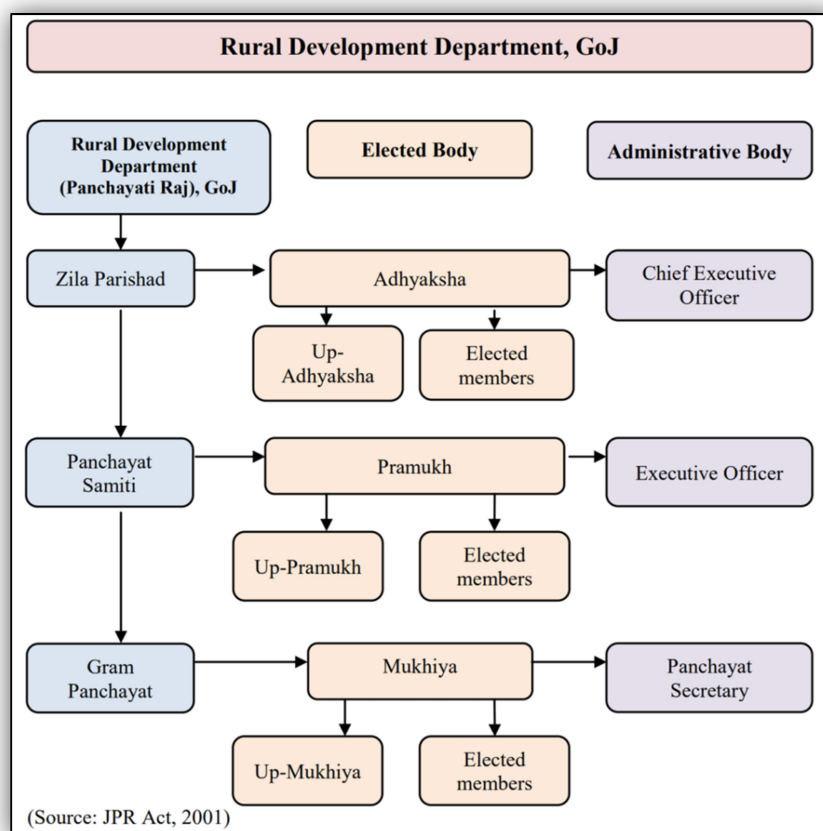 Rural Development Department, GoJ
Rural Development
Department
(Panchayati Raj), GoJ
Elected Body
Administrative Body
Zila Parishad
Adhyaksha
Chief Executive
Officer
Up-
Adhyaksha
Elected
members
Panchayat
Samiti
Pramukh
Executive Officer
Up-Pramukh
Elected
members
Gram
Panchayat
Mukhiya
Panchayat
Secretary
Up-Mukhiya
Elected
members
(Source: JPR Act, 2001)